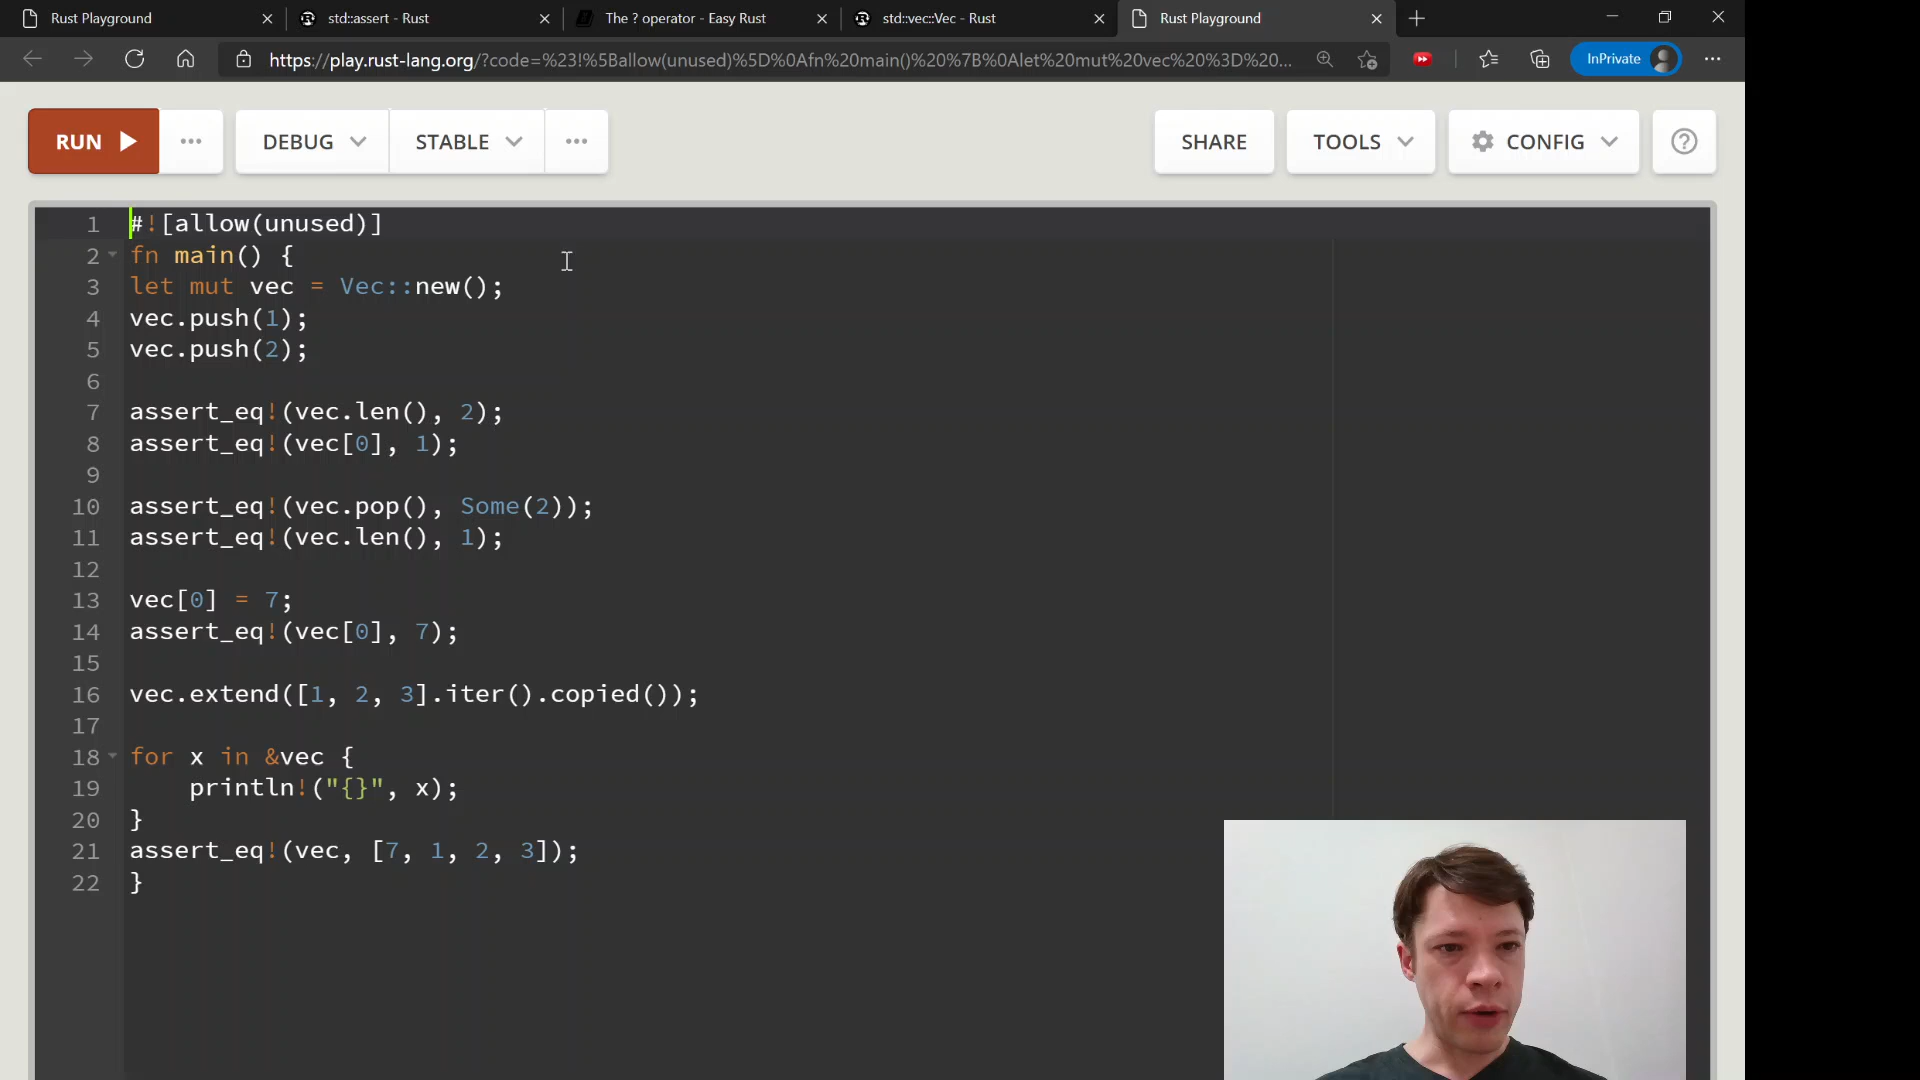 Rust Playground
std::assert - Rust
The ? operator - Easy Rust
std::vec::Vec - Rust
Rust Playground
https://play.rust-lang.org/?code=%23!%5Ballow(unused)%5D%0Afn%20main()%20%7B%0Alet%20mut%20vec%20%3D%20...
InPrivate
RUN
DEBUG
STABLE
SHARE
TOOLS
CONFIG
1 #![allow(unused)]
2 fn main() {
3 let mut vec = Vec::new();
4 vec.push(1);
5 vec.push(2);
6
7 assert_eq!(vec.len(), 2);
8 assert_eq!(vec[0], 1);
9
10 assert_eq!(vec.pop(), Some(2));
11 assert_eq!(vec.len(), 1);
12
13 vec[0] = 7;
14 assert_eq!(vec[0], 7);
15
16 vec.extend([1, 2, 3].iter().copied());
17
18 for x in &vec {
19     println!("{}", x);
20 }
21 assert_eq!(vec, [7, 1, 2, 3]);
22 }